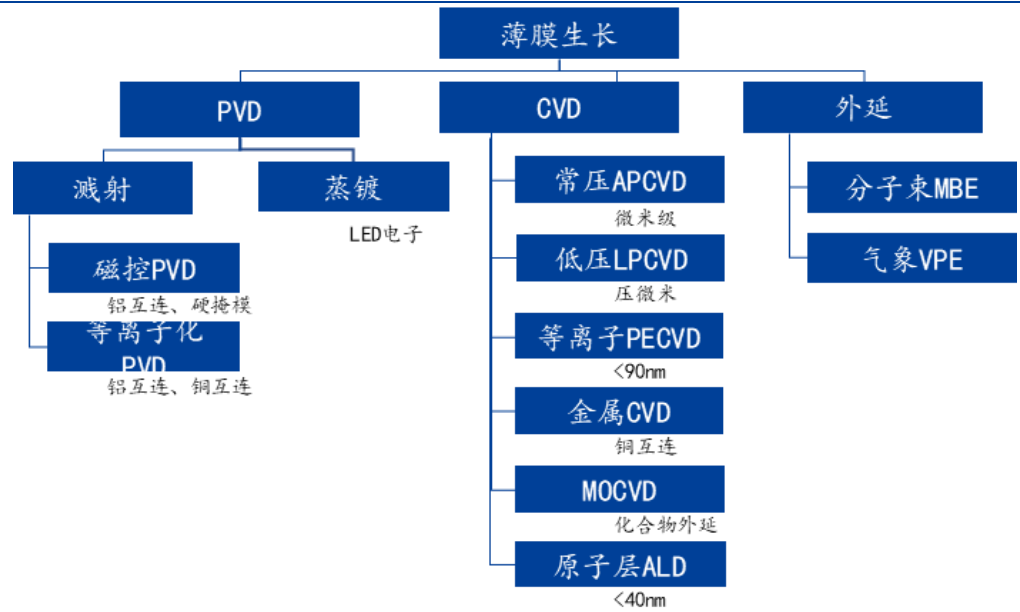 薄膜生长
PVD
CVD
外延
溅射
蒸镀
LED电子
磁控PVD
铝互连、硬掩模
等离子化
PVD
铝互连、铜互连
常压APCVD
微米级
低压LPCVD
压微米
等离子PECVD
<90nm
金属CVD
铜互连
MOCVD
化合物外延
原子层ALD
<40nm
分子束MBE
气象VPE